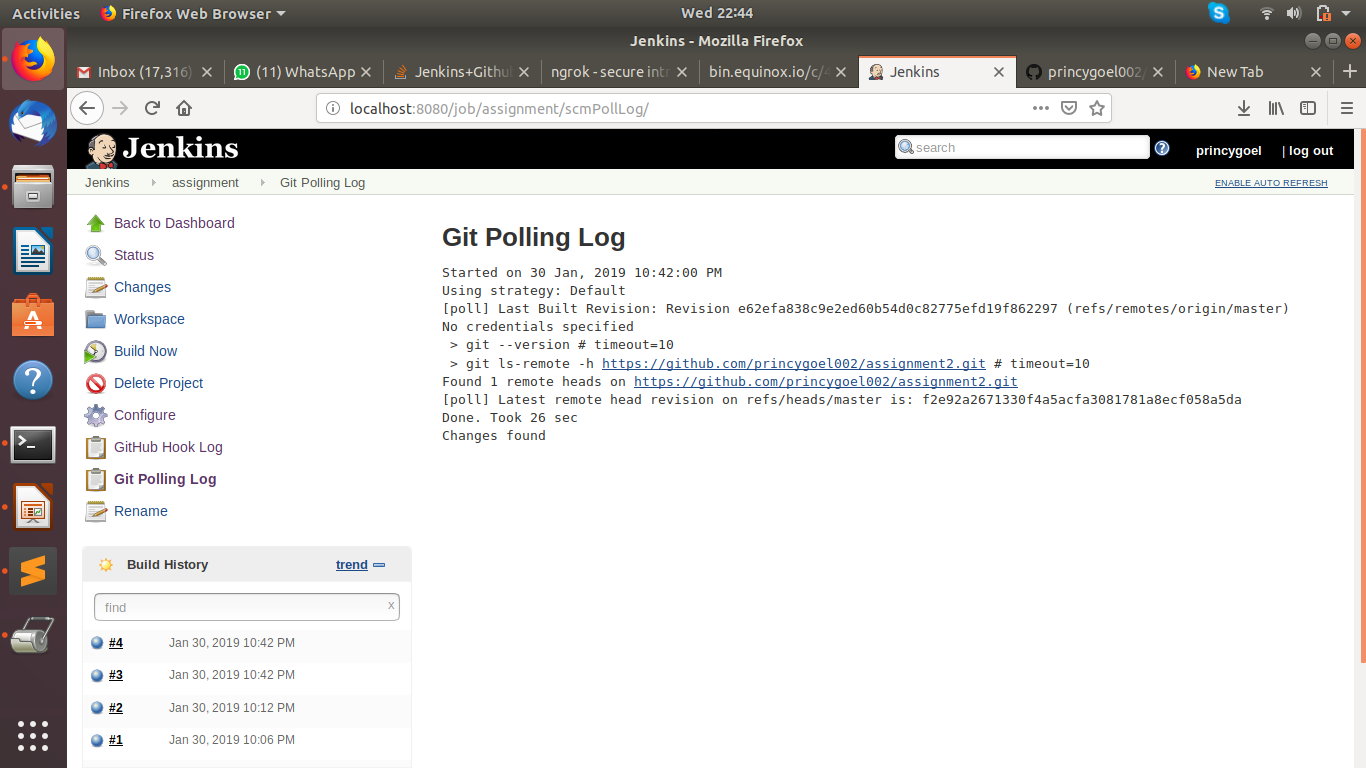 Activities Firefox Web Browser Wed 22:44
Jenkins - Mozilla Firefox
Inbox (17,316) (11) WhatsApp Jenkins+Githu ngrok - secure intr bin.equinox.io/c/4 Jenkins princygoel002/ New Tab
localhost:8080/job/assignment/scmPollLog/
Jenkins search princygoel | log out
Jenkins assignment Git Polling Log ENABLE AUTO REFRESH
Back to Dashboard
Status
Changes
Workspace
Build Now
Delete Project
Configure
GitHub Hook Log
Git Polling Log
Rename
Git Polling Log
Started on 30 Jan, 2019 10:42:00 PM
Using strategy: Default
[poll] Last Built Revision: Revision e62efa838c9e2ed60b54d0c82775efd19f862297 (refs/remotes/origin/master)
No credentials specified
> git --version # timeout=10
> git ls-remote -h https://github.com/princygoel002/assignment2.git # timeout=10
Found 1 remote heads on https://github.com/princygoel002/assignment2.git
[poll] Latest remote head revision on refs/heads/master is: f2e92a2671330f4a5acfa3081781a8ecf058a5da
Done. Took 26 sec
Changes found
Build History trend
find x
#4 Jan 30, 2019 10:42 PM
#3 Jan 30, 2019 10:42 PM
#2 Jan 30, 2019 10:12 PM
#1 Jan 30, 2019 10:06 PM